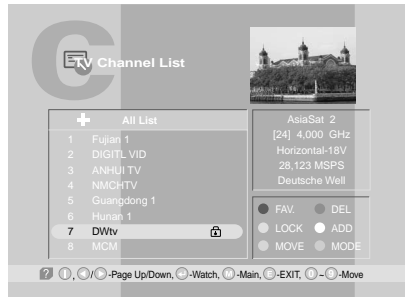 TV Channel List
All List
1 Fujian 1
2 DIGITL VID
3 ANHUI TV
4 NMCHTV
5 Guangdong 1
6 Hunan 1
7 DWtv
8 MCM
AsiaSat 2
[24] 4,000 GHz
Horizontal-18V
28,123 MSPS
Deutsche Well
FAV. DEL
LOCK ADD
MOVE MODE
/ -Page Up/Down, -Watch, M -Main, E -EXIT, 0 ~ 9 -Move